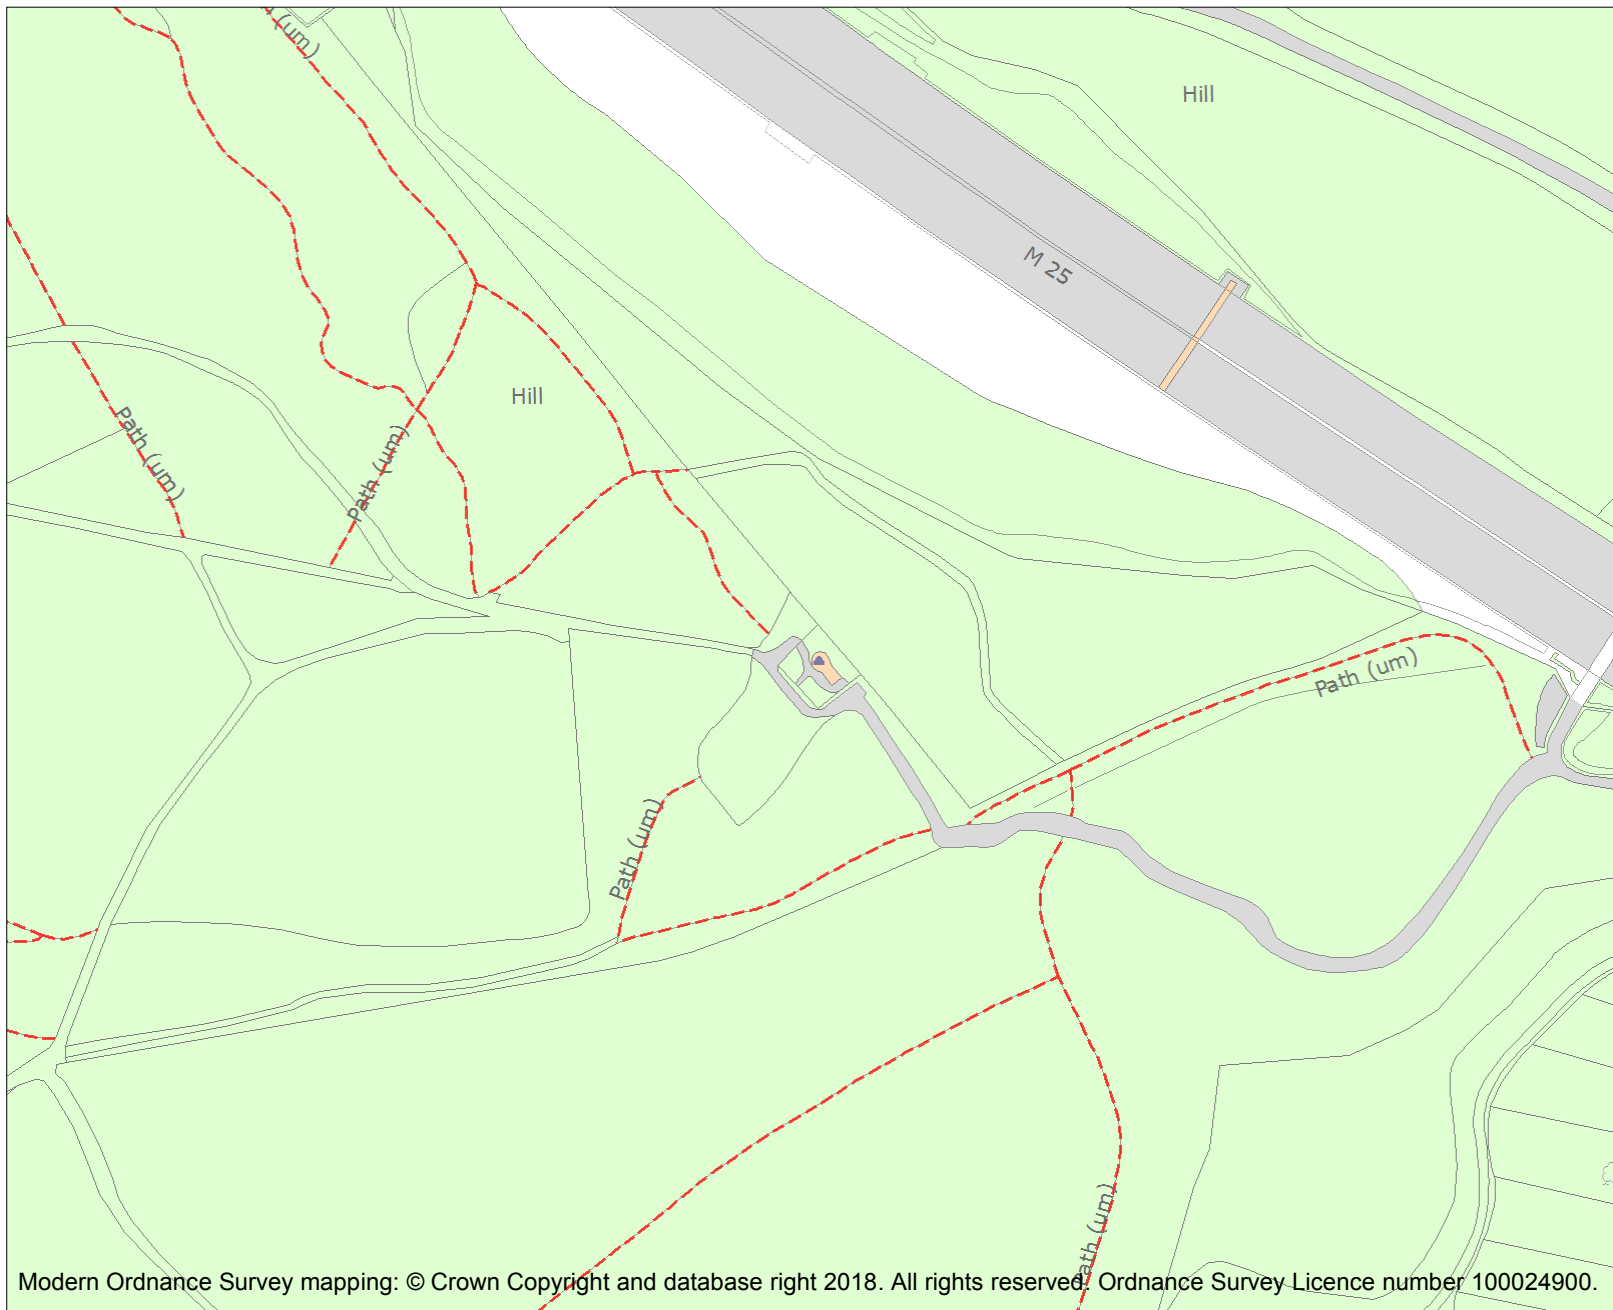 (um)
Hill
M 25
Hill
Path (um)
Path (um)
Path (um)
Path (um)
Path (um)
Modern Ordnance Survey mapping: © Crown Copyright and database right 2018. All rights reserved. Ordnance Survey Licence number 100024900.